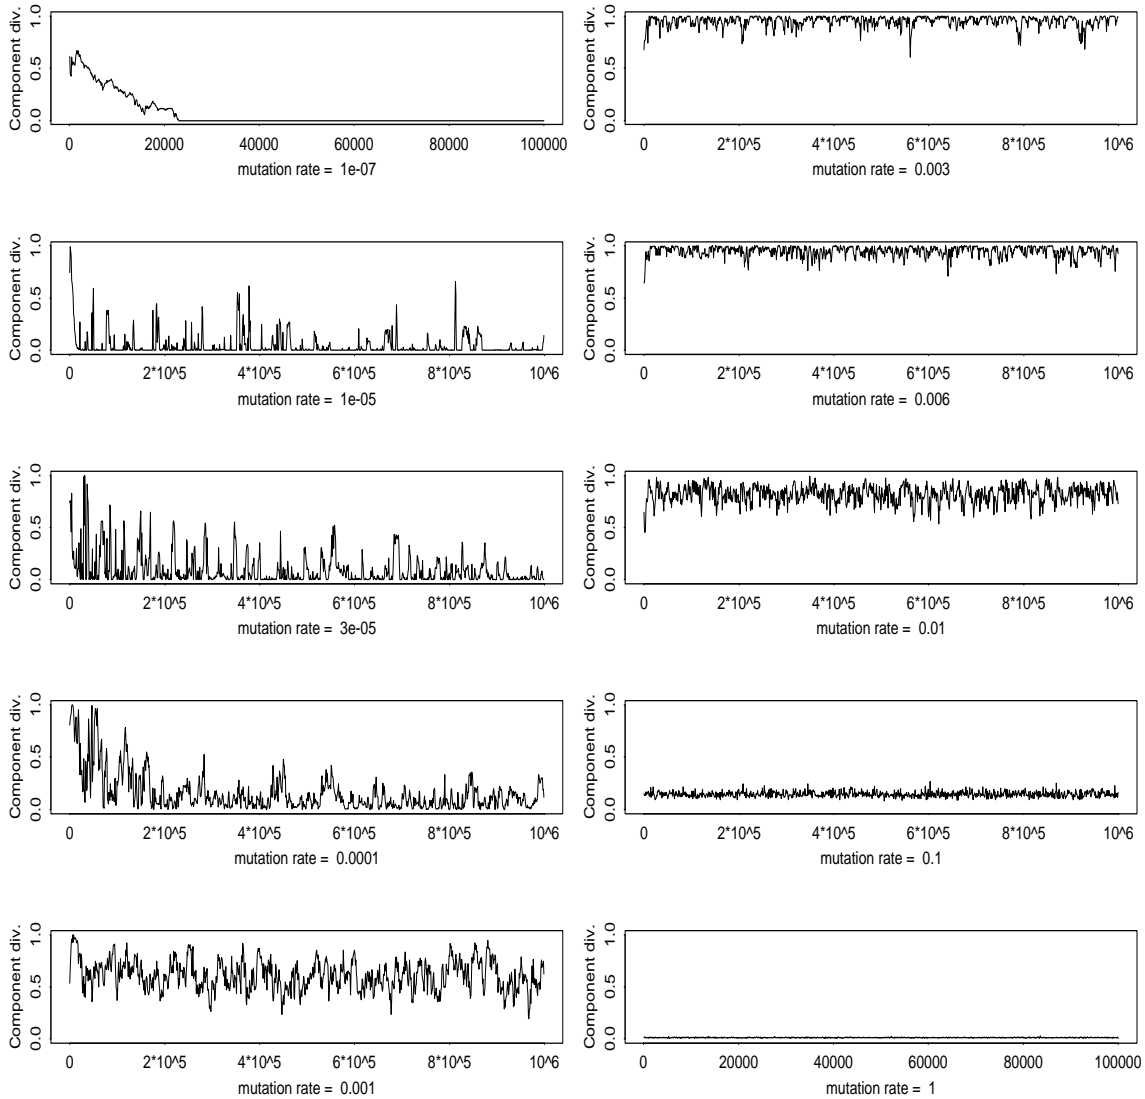 Component div.
0.0 0.5 1.0
0 20000 40000 60000 80000 100000
mutation rate = 1e-07
Component div.
0.0 0.5 1.0
0 2*10^5 4*10^5 6*10^5 8*10^5 10^6
mutation rate = 1e-05
Component div.
0.0 0.5 1.0
0 2*10^5 4*10^5 6*10^5 8*10^5 10^6
mutation rate = 3e-05
Component div.
0.0 0.5 1.0
0 2*10^5 4*10^5 6*10^5 8*10^5 10^6
mutation rate = 0.0001
Component div.
0.0 0.5 1.0
0 2*10^5 4*10^5 6*10^5 8*10^5 10^6
mutation rate = 0.001
Component div.
0.0 0.5 1.0
0 2*10^5 4*10^5 6*10^5 8*10^5 10^6
mutation rate = 0.003
Component div.
0.0 0.5 1.0
0 2*10^5 4*10^5 6*10^5 8*10^5 10^6
mutation rate = 0.006
Component div.
0.0 0.5 1.0
0 2*10^5 4*10^5 6*10^5 8*10^5 10^6
mutation rate = 0.01
Component div.
0.0 0.5 1.0
0 2*10^5 4*10^5 6*10^5 8*10^5 10^6
mutation rate = 0.1
Component div.
0.0 0.5 1.0
0 20000 40000 60000 80000 100000
mutation rate = 1